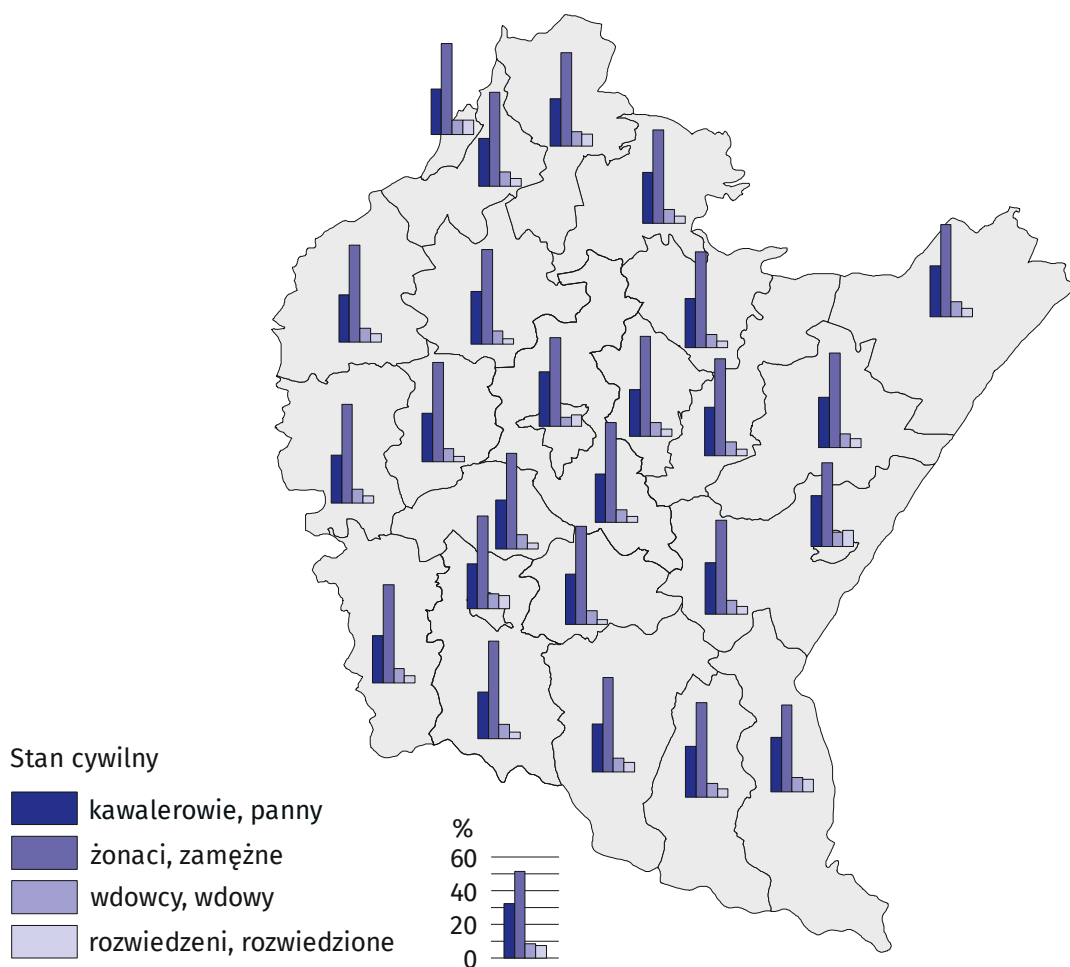 Stan cywilny
kawalerowie, panny
żonaci, zamężne
wdowcy, wdowy
rozwiedzeni, rozwiedzione
%
60
40
20
0